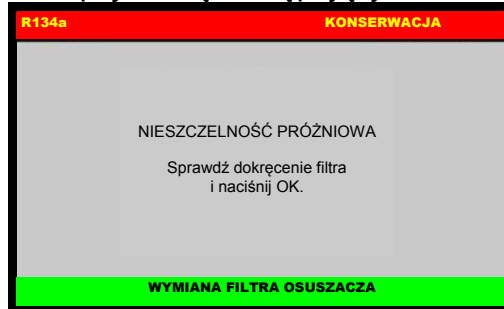 R134a KONSERWACJA
NIESZCZELNOŚĆ PRÓŻNIOWA
Sprawdź dokręcenie filtra
i naciśnij OK.
WYMIANA FILTRA OSUSZACZA